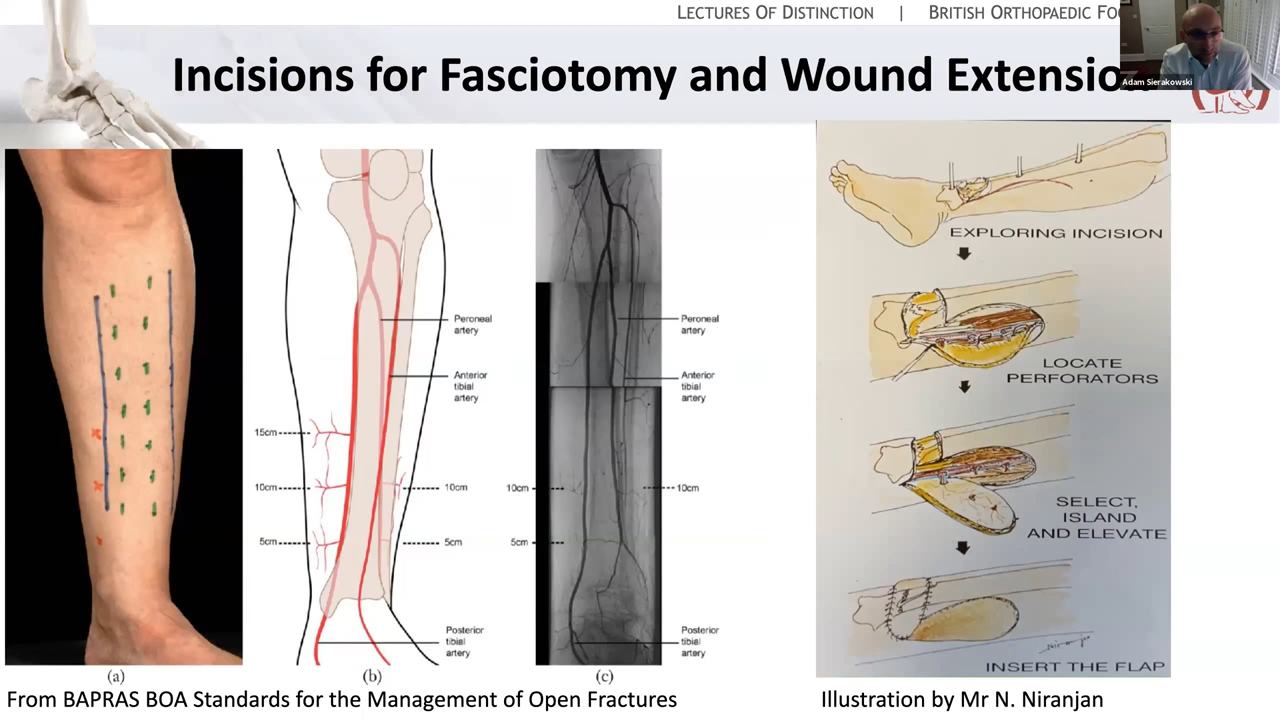 LECTURES OF DISTINCTION | BRITISH ORTHOPAEDIC
Adam Sierakowski
Incisions for Fasciotomy and Wound
Peroneal
artery
Anterior
tibial
artery
15cm
10cm
10cm
5cm
5cm
Posterior
tibial
artery
(a)
(b)
Peroneal
artery
Anterior
tibial
artery
10cm
10cm
5cm
Posterior
tibial
artery
(c)
From BAPRAS BOA Standards for the Management of Open Fractures
EXPLORING INCISION
LOCATE
PERFORATORS
SELECT,
ISLAND
AND ELEVATE
INSERT THE FLAP
Illustration by Mr N. Niranjan